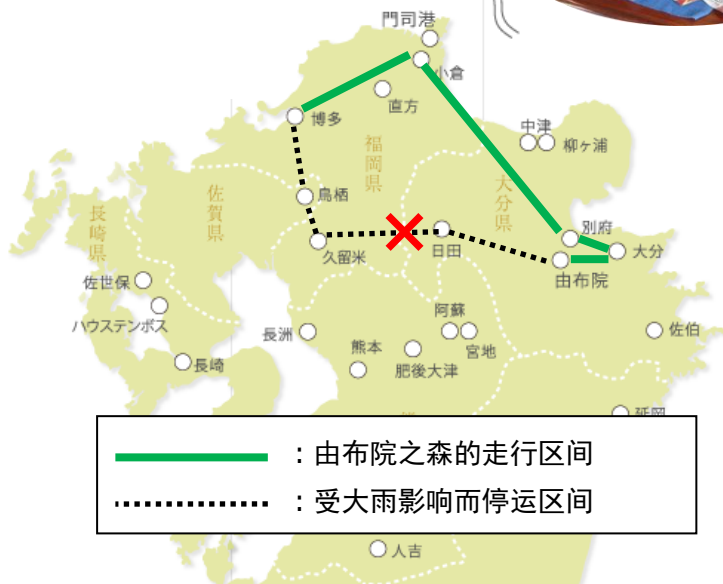 門司港
小倉
直方
博多
中津
柳ヶ浦
福岡県
大分県
鳥栖
佐賀県
長崎県
別府
大分
久留米
日田
由布院
佐世保
ハウステンボス
阿蘇
宮地
佐伯
長洲
熊本
肥後大津
長崎
延岡
：由布院之森的走行区间
：受大雨影响而停运区间
人吉